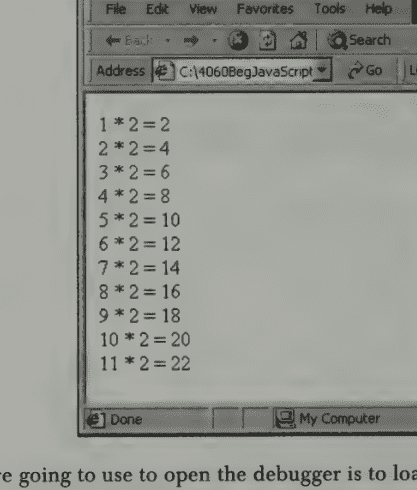 File Edit View Favorites Tools Help
Back Search
Address C:\4060BegJavaScript Go
1 * 2 = 2
2 * 2 = 4
3 * 2 = 6
4 * 2 = 8
5 * 2 = 10
6 * 2 = 12
7 * 2 = 14
8 * 2 = 16
9 * 2 = 18
10 * 2 = 20
11 * 2 = 22
Done My Computer
going to use to open the debugger is to